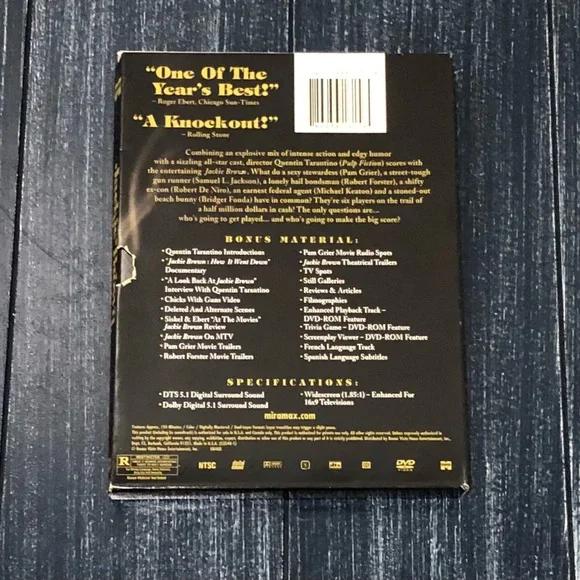 "One Of The
Year's Best!"
– Roger Ebert, Chicago Sun-Times
"A Knockout!"
– Rolling Stone
Combining an explosive mix of intense action and edgy humor
with a sizzling all-star cast, director Quentin Tarantino (Pulp Fiction) scores with
the entertaining Jackie Brown. What do a sexy stewardess (Pam Grier), a street-tough
gun runner (Samuel L. Jackson), a lonely bail bondsman (Robert Forster), a shifty
ex-con (Robert De Niro), an earnest federal agent (Michael Keaton) and a stoned-out
beach bunny (Bridget Fonda) have in common? They're six players on the trail of
a half million dollars in cash! The only questions are...
who's going to get played... and who's going to make the big score?
BONUS MATERIAL:
• Quentin Tarantino Introductions
• "Jackie Brown: How It Went Down"
Documentary
• "A Look Back At Jackie Brown"
Interview With Quentin Tarantino
• Chicks With Guns Video
• Deleted And Alternate Scenes
• Siskel & Ebert "At The Movies"
Jackie Brown Review
• Jackie Brown On MTV
• Pam Grier Movie Trailers
• Robert Forster Movie Trailers
• Pam Grier Movie Radio Spots
• Jackie Brown Theatrical Trailers
• TV Spots
• Still Galleries
• Reviews & Articles
• Filmographies
• Enhanced Playback Track –
DVD-ROM Feature
• Trivia Game – DVD-ROM Feature
• Screenplay Viewer – DVD-ROM Feature
• French Language Track
• Spanish Language Subtitles
SPECIFICATIONS:
• DTS 5.1 Digital Surround Sound
• Dolby Digital 5.1 Surround Sound
• Widescreen (1.85:1) – Enhanced For
16x9 Televisions
miramax.com
R
RESTRICTED
NTSC
dts
DVD
VIDEO